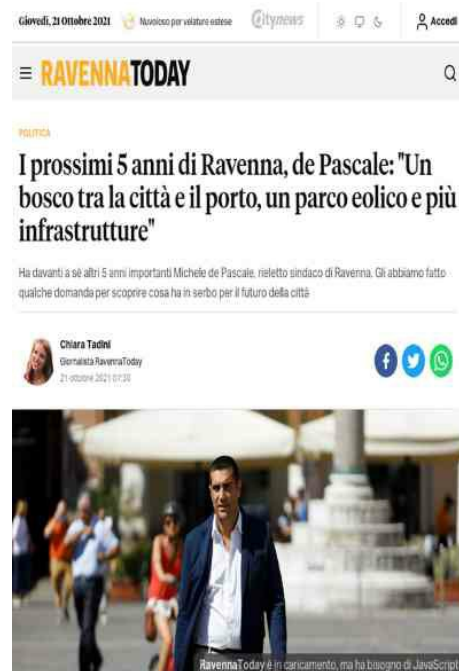 Giovedì, 21 Ottobre 2021
Nuvoloso per velature estese
Citynews
Accedi
RAVENNATODAY
POLITICA
I prossimi 5 anni di Ravenna, de Pascale: "Un
bosco tra la città e il porto, un parco eolico e più
infrastrutture"
Ha davanti a sè altri 5 anni importanti Michele de Pascale, rieletto sindaco di Ravenna. Gli abbiamo fatto
qualche domanda per scoprire cosa ha in serbo per il futuro della città
Chiara Tadini
Giornalista RavennaToday
21 ottobre 2021 07:30
RavennaToday è in caricamento, ma ha bisogno di JavaScript